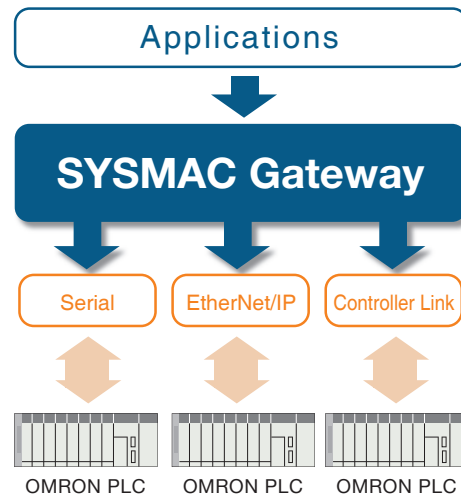 Applications
SYSMAC Gateway
Serial
EtherNet/IP
Controller Link
OMRON PLC
OMRON PLC
OMRON PLC